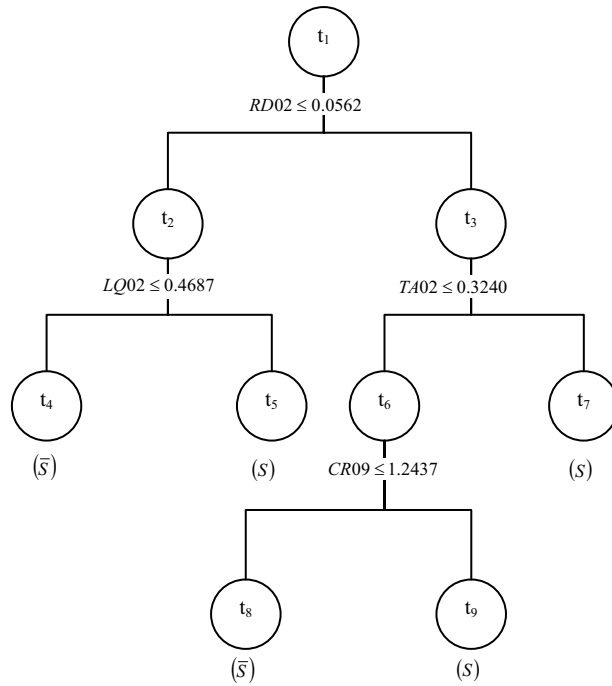 t₁
RD02 ≤ 0.0562
t₂
t₃
LQ02 ≤ 0.4687
TA02 ≤ 0.3240
t₄
t₅
t₆
t₇
(S̅)
(S)
CR09 ≤ 1.2437
(S)
t₈
t₉
(S̅)
(S)